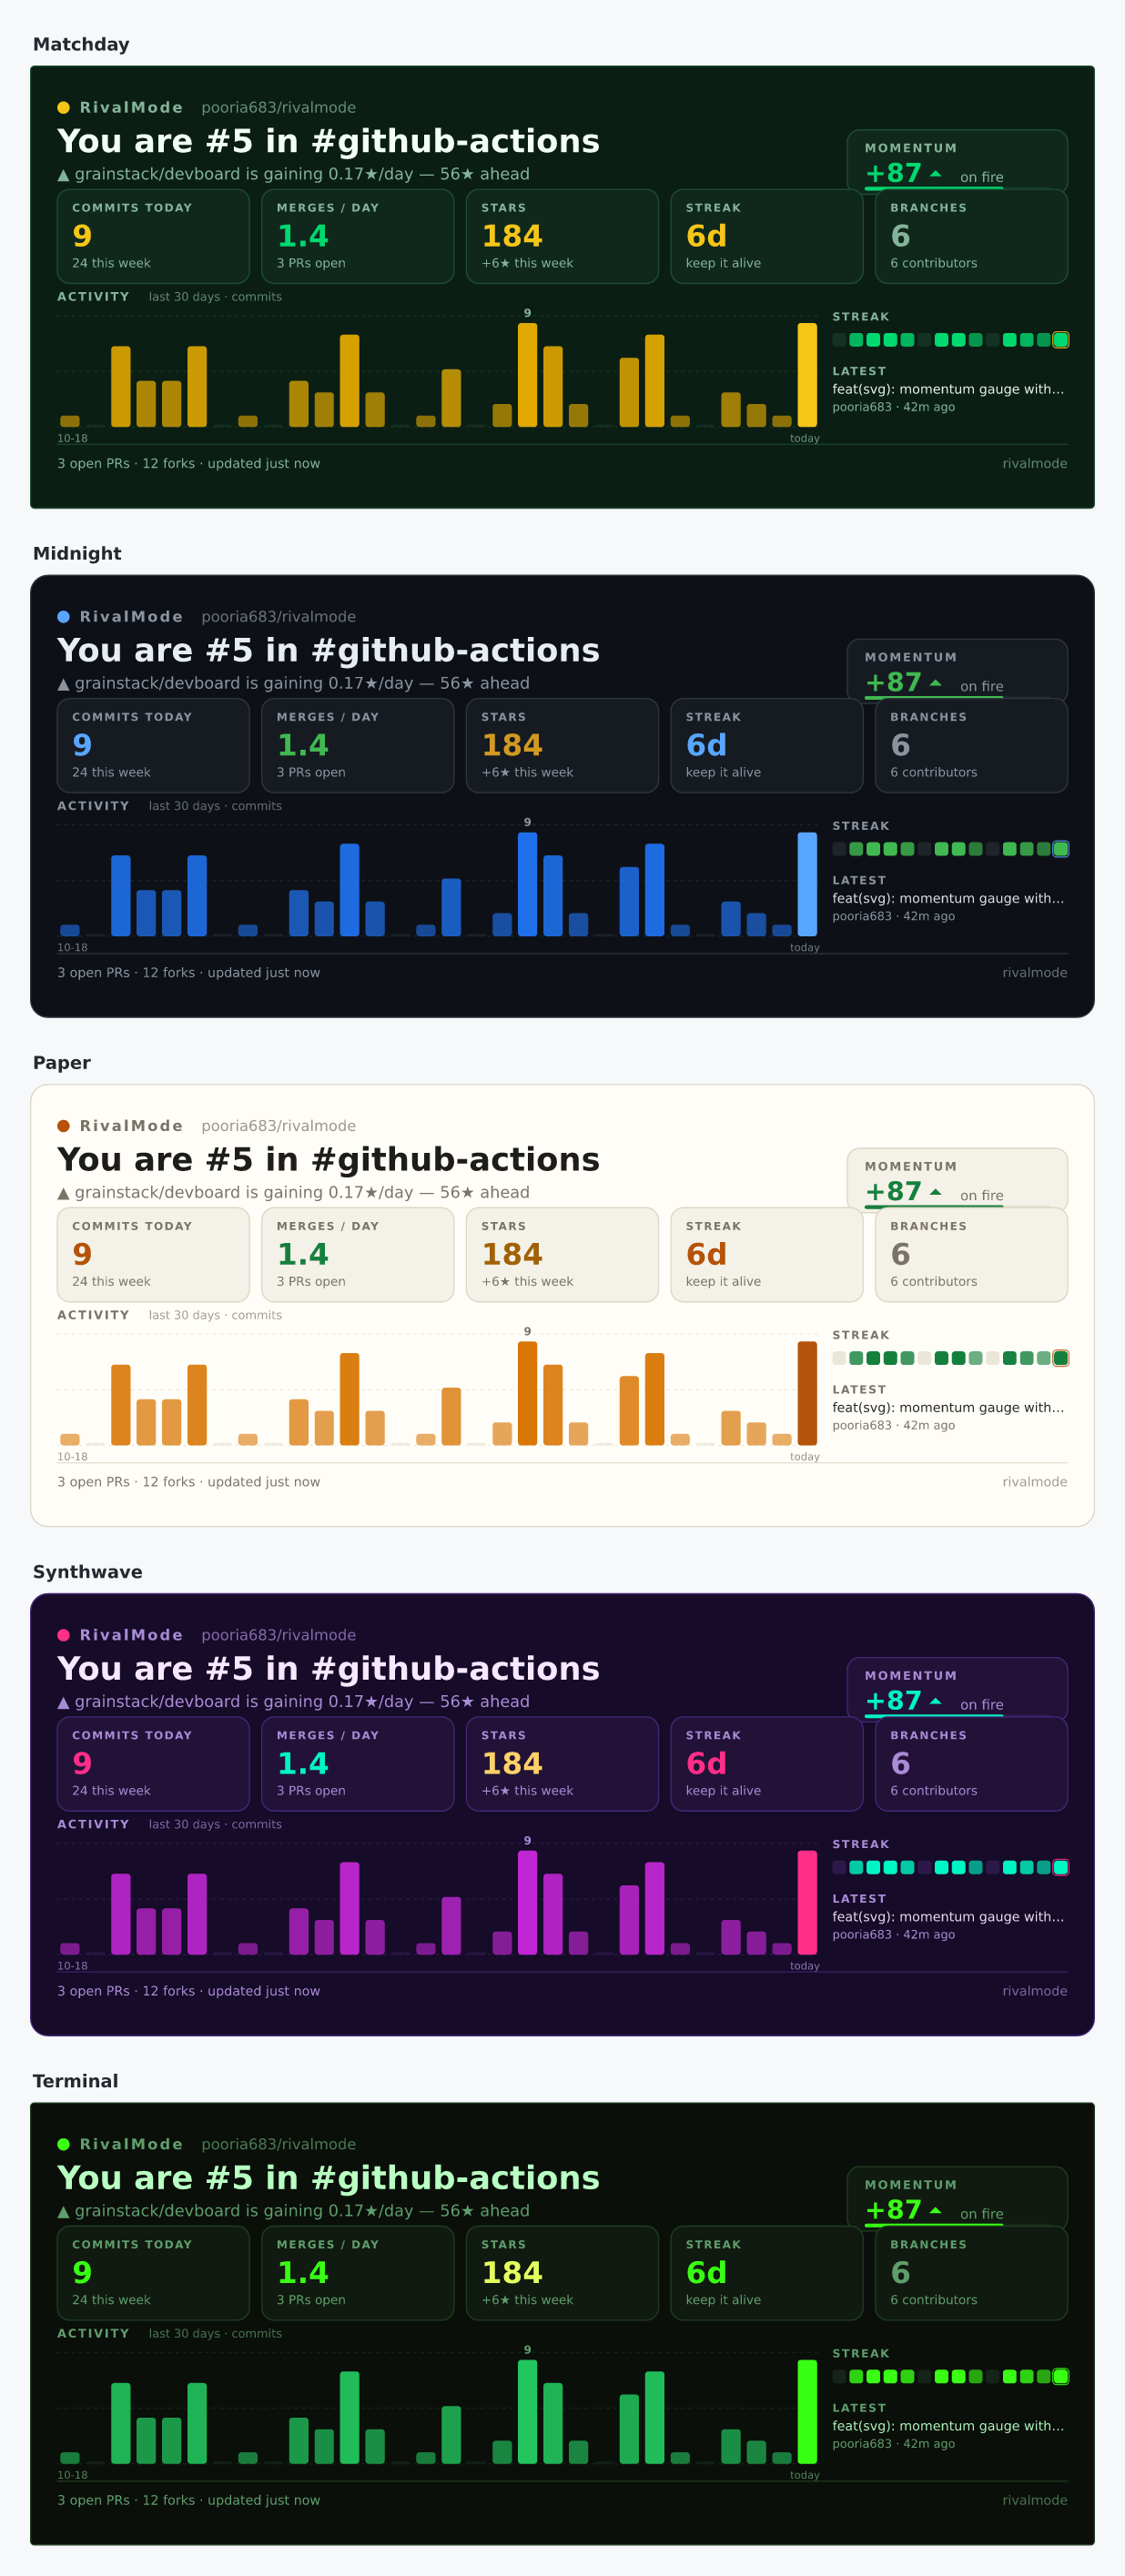 Matchday
RivalMode pooria683/rivalmode
You are #5 in #github-actions
▲ grainstack/devboard is gaining 0.17★/day — 56★ ahead
MOMENTUM
+87 ▲ on fire
COMMITS TODAY
9
24 this week
MERGES / DAY
1.4
3 PRs open
STARS
184
+6★ this week
STREAK
6d
keep it alive
BRANCHES
6
6 contributors
ACTIVITY last 30 days · commits
9
10-18
today
STREAK
LATEST
feat(svg): momentum gauge with…
pooria683 · 42m ago
3 open PRs · 12 forks · updated just now
rivalmode
Midnight
RivalMode pooria683/rivalmode
You are #5 in #github-actions
▲ grainstack/devboard is gaining 0.17★/day — 56★ ahead
MOMENTUM
+87 ▲ on fire
COMMITS TODAY
9
24 this week
MERGES / DAY
1.4
3 PRs open
STARS
184
+6★ this week
STREAK
6d
keep it alive
BRANCHES
6
6 contributors
ACTIVITY last 30 days · commits
9
10-18
today
STREAK
LATEST
feat(svg): momentum gauge with…
pooria683 · 42m ago
3 open PRs · 12 forks · updated just now
rivalmode
Paper
RivalMode pooria683/rivalmode
You are #5 in #github-actions
▲ grainstack/devboard is gaining 0.17★/day — 56★ ahead
MOMENTUM
+87 ▲ on fire
COMMITS TODAY
9
24 this week
MERGES / DAY
1.4
3 PRs open
STARS
184
+6★ this week
STREAK
6d
keep it alive
BRANCHES
6
6 contributors
ACTIVITY last 30 days · commits
9
10-18
today
STREAK
LATEST
feat(svg): momentum gauge with…
pooria683 · 42m ago
3 open PRs · 12 forks · updated just now
rivalmode
Synthwave
RivalMode pooria683/rivalmode
You are #5 in #github-actions
▲ grainstack/devboard is gaining 0.17★/day — 56★ ahead
MOMENTUM
+87 ▲ on fire
COMMITS TODAY
9
24 this week
MERGES / DAY
1.4
3 PRs open
STARS
184
+6★ this week
STREAK
6d
keep it alive
BRANCHES
6
6 contributors
ACTIVITY last 30 days · commits
9
10-18
today
STREAK
LATEST
feat(svg): momentum gauge with…
pooria683 · 42m ago
3 open PRs · 12 forks · updated just now
rivalmode
Terminal
RivalMode pooria683/rivalmode
You are #5 in #github-actions
▲ grainstack/devboard is gaining 0.17★/day — 56★ ahead
MOMENTUM
+87 ▲ on fire
COMMITS TODAY
9
24 this week
MERGES / DAY
1.4
3 PRs open
STARS
184
+6★ this week
STREAK
6d
keep it alive
BRANCHES
6
6 contributors
ACTIVITY last 30 days · commits
9
10-18
today
STREAK
LATEST
feat(svg): momentum gauge with…
pooria683 · 42m ago
3 open PRs · 12 forks · updated just now
rivalmode